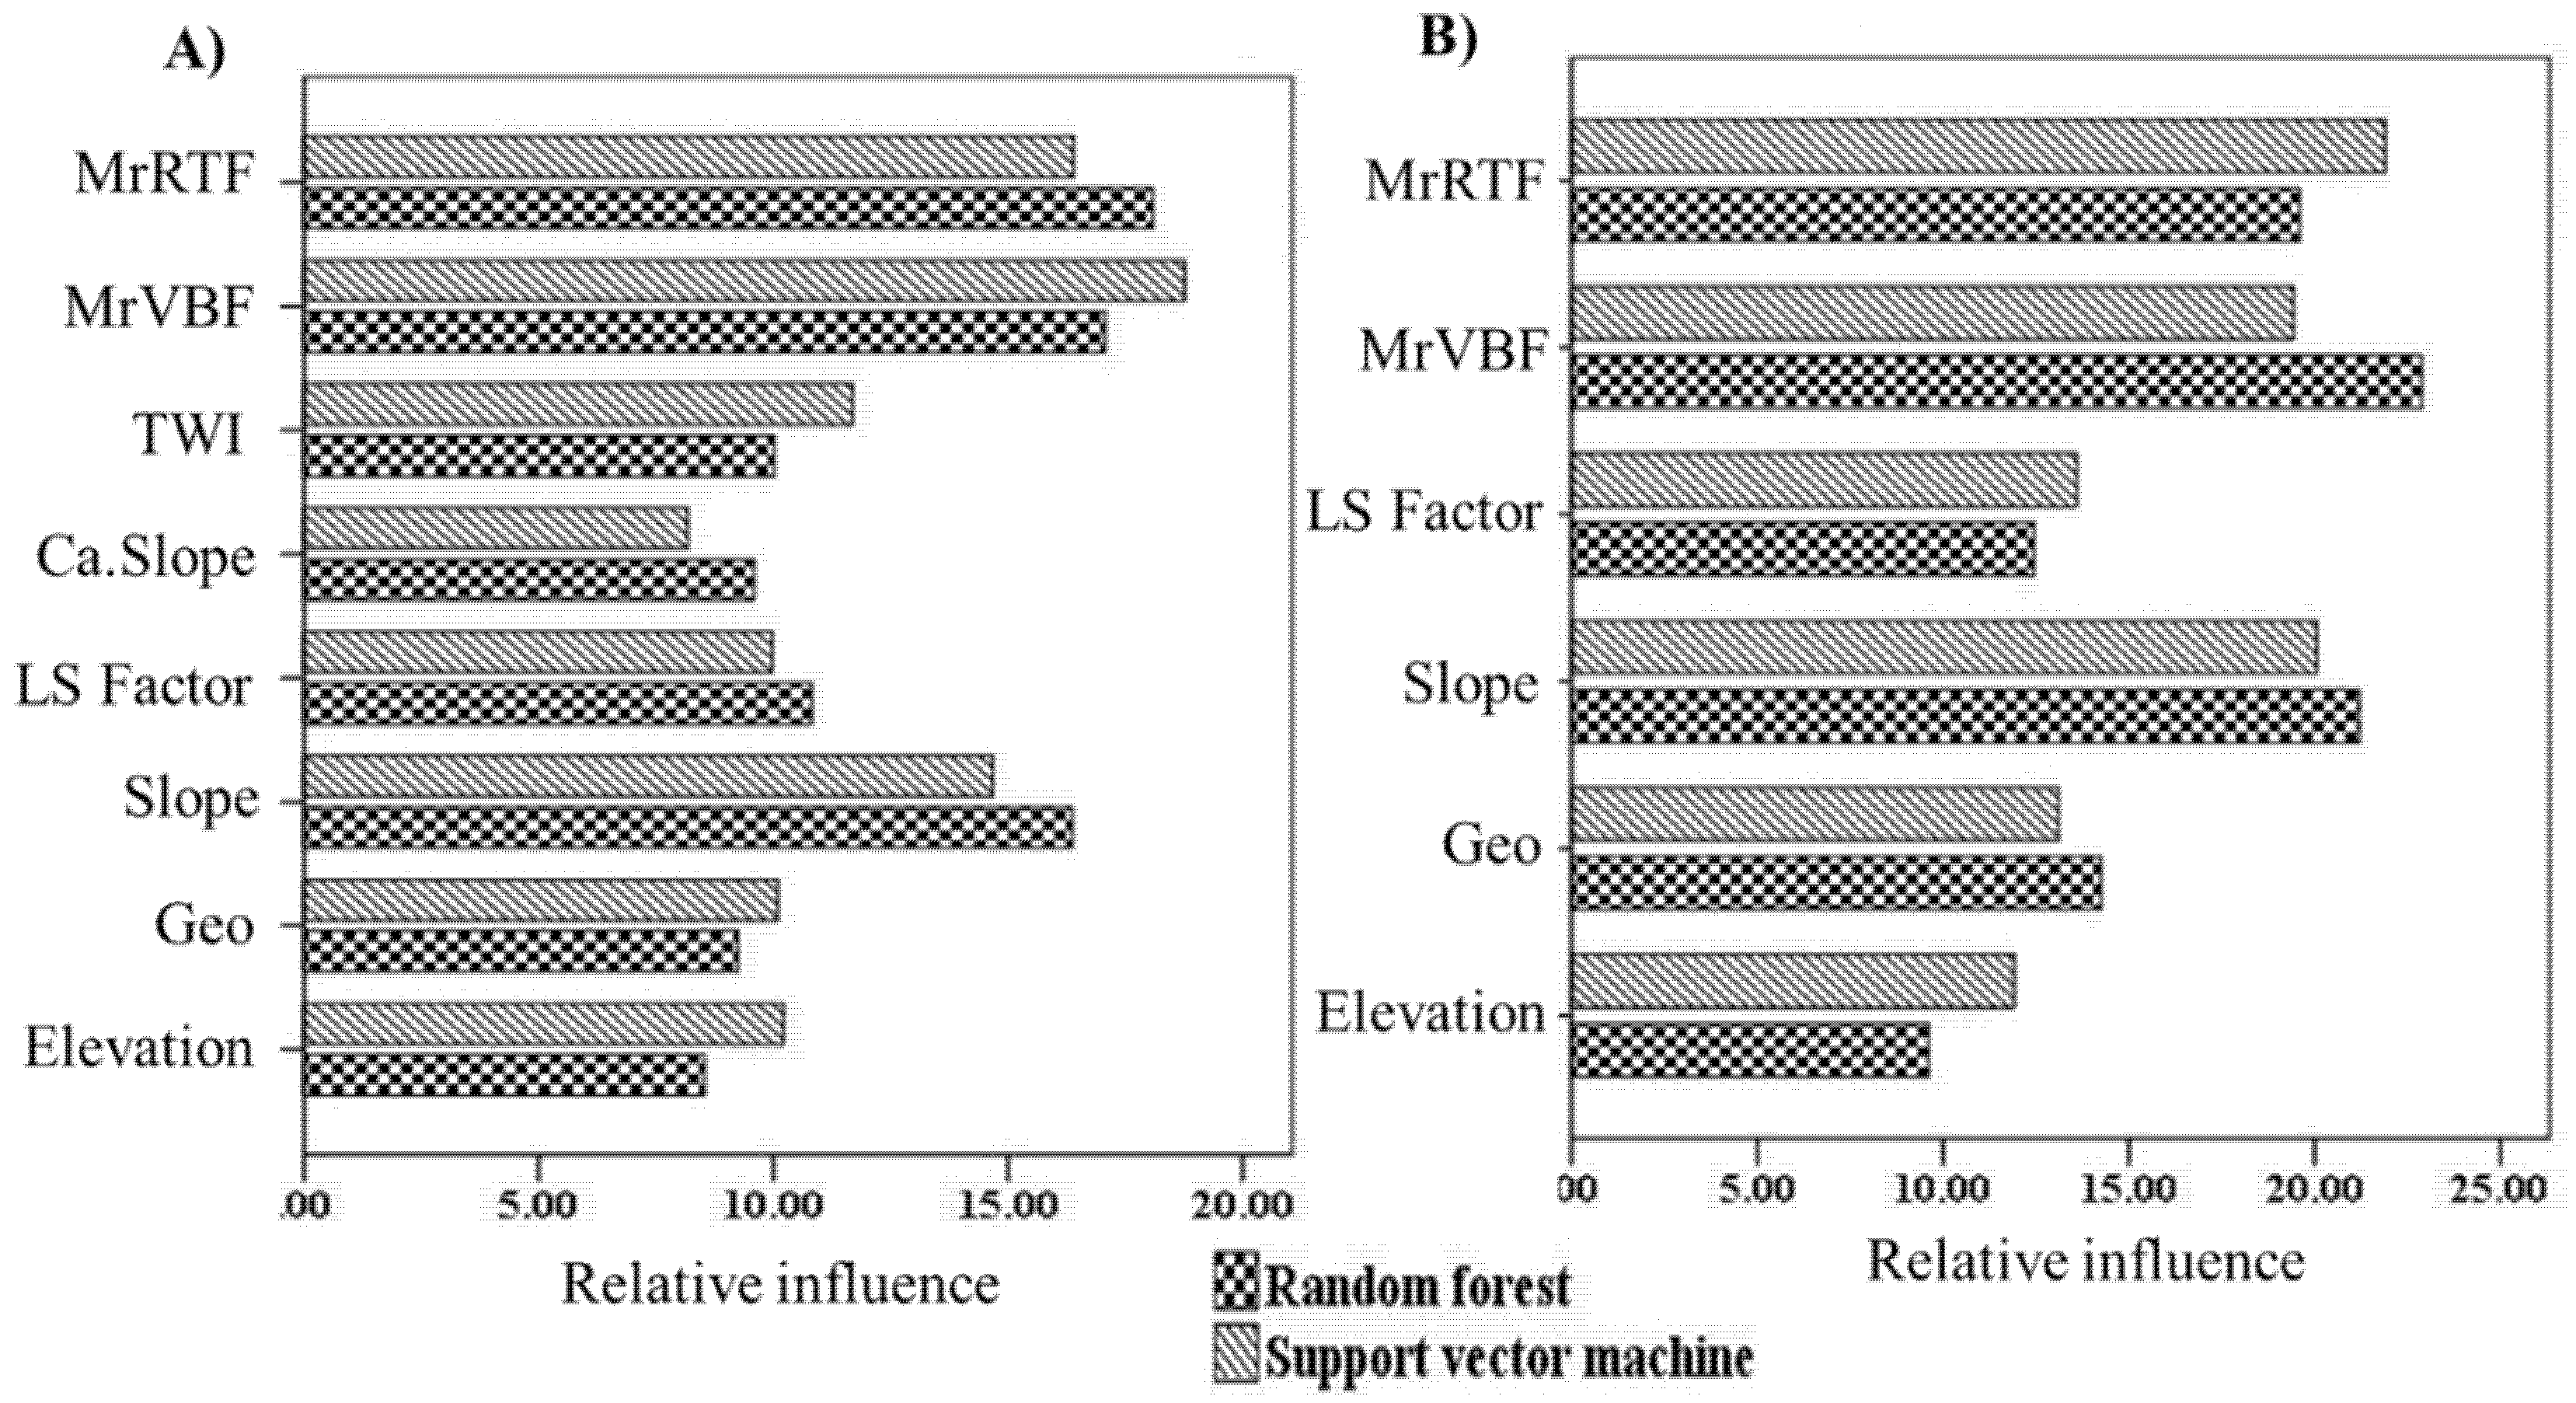 A)
MrRTF
MrVBF
TWI
Ca.Slope
LS Factor
Slope
Geo
Elevation
.00 5.00 10.00 15.00 20.00
Relative influence
B)
MrRTF
MrVBF
LS Factor
Slope
Geo
Elevation
00 5.00 10.00 15.00 20.00 25.00
Relative influence
Random forest
Support vector machine